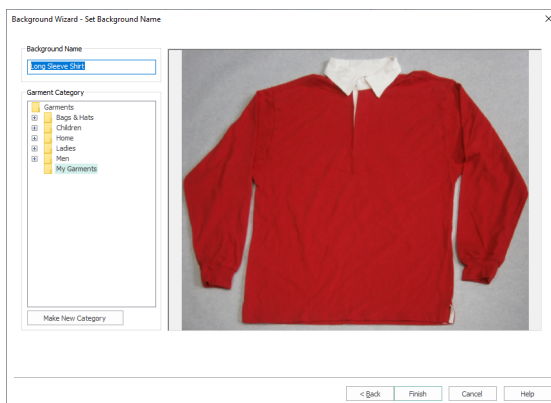 Background Wizard - Set Background Name
Background Name
Long Sleeve Shirt
Garment Category
Garments
Bags & Hats
Children
Home
Ladies
Men
My Garments
Make New Category
< Back
Finish
Cancel
Help